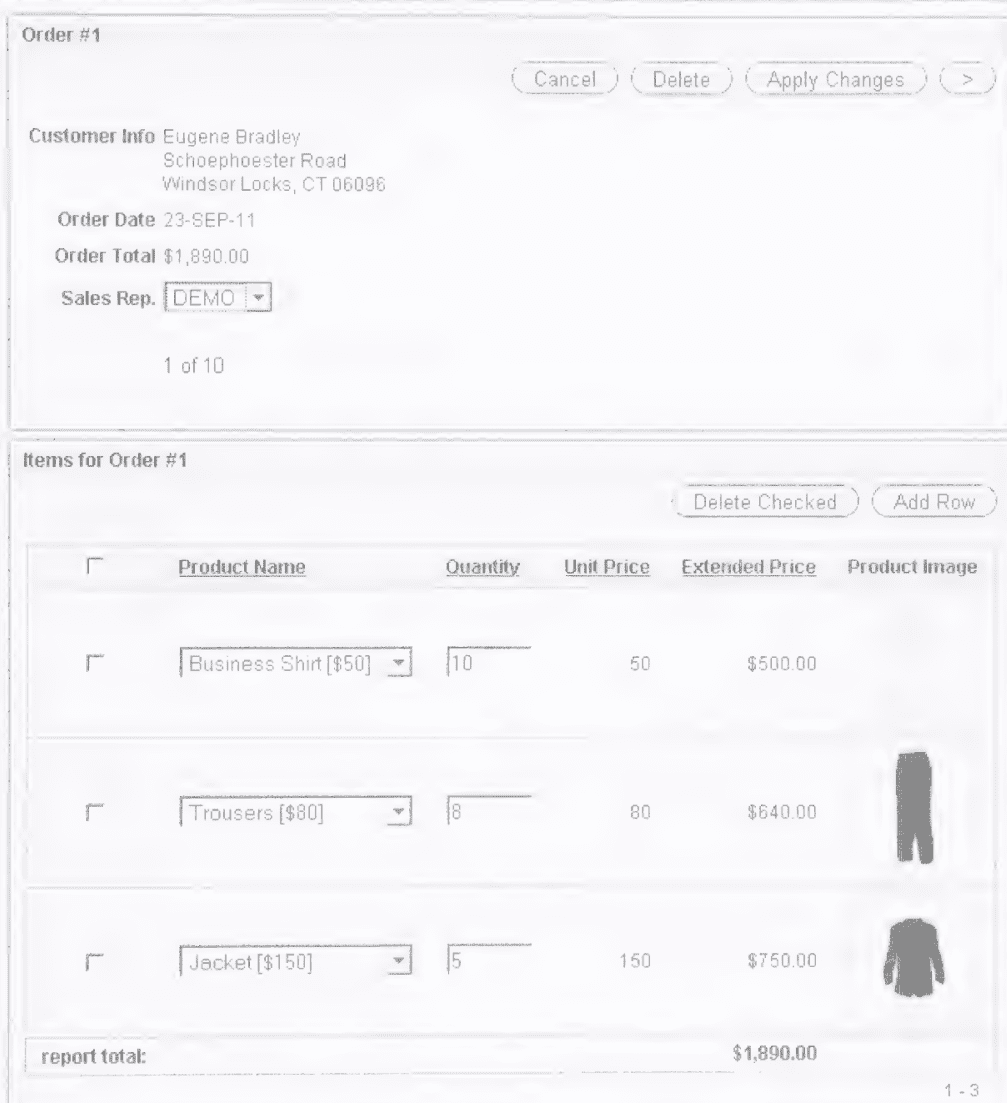 Order #1
Cancel Delete Apply Changes >
Customer Info Eugene Bradley
Schoephoester Road
Windsor Locks, CT 06096
Order Date 23-SEP-11
Order Total $1,890.00
Sales Rep. DEMO
1 of 10
Items for Order #1
Delete Checked Add Row
Product Name Quantity Unit Price Extended Price Product Image
Business Shirt [$50] 10 50 $500.00
Trousers [$80] 8 80 $640.00
Jacket [$150] 5 150 $750.00
report total: $1,890.00
1 - 3